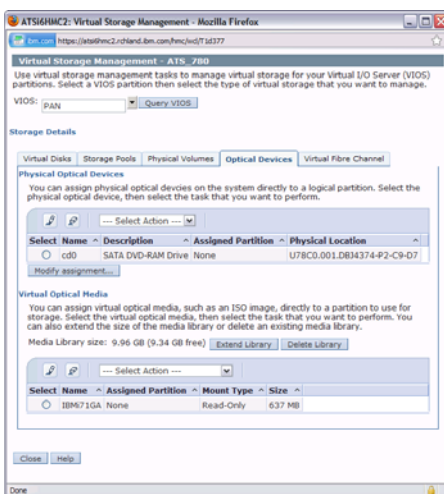 ATSi6HMC2: Virtual Storage Management - Mozilla Firefox
ibm.com https://atsi6hmc2.rchland.ibm.com/hmc/wcl/T1d377
Virtual Storage Management - ATS_780
Use virtual storage management tasks to manage virtual storage for your Virtual I/O Server (VIOS)
partitions. Select a VIOS partition then select the type of virtual storage that you want to manage.
VIOS: PAN Query VIOS
Storage Details
Virtual Disks Storage Pools Physical Volumes Optical Devices Virtual Fibre Channel
Physical Optical Devices
You can assign physical optical devcies on the system directly to a logical partition. Select the
physical optical device, then select the task that you want to perform.
--- Select Action ---
Select Name ^ Description ^ Assigned Partition ^ Physical Location ^
cd0 SATA DVD-RAM Drive None U78C0.001.DBJ4374-P2-C9-D7
Modify assignment...
Virtual Optical Media
You can assign virtual optical media, such as an ISO image, directly to a partition to use for
storage. Select the virtual optical media, then select the task that you want to perform. You
can also extend the size of the media library or delete an existing media library.
Media Library size: 9.96 GB (9.34 GB free) Extend Library Delete Library
--- Select Action ---
Select Name ^ Assigned Partition ^ Mount Type ^ Size ^
IBMi71GA None Read-Only 637 MB
Close Help
Done